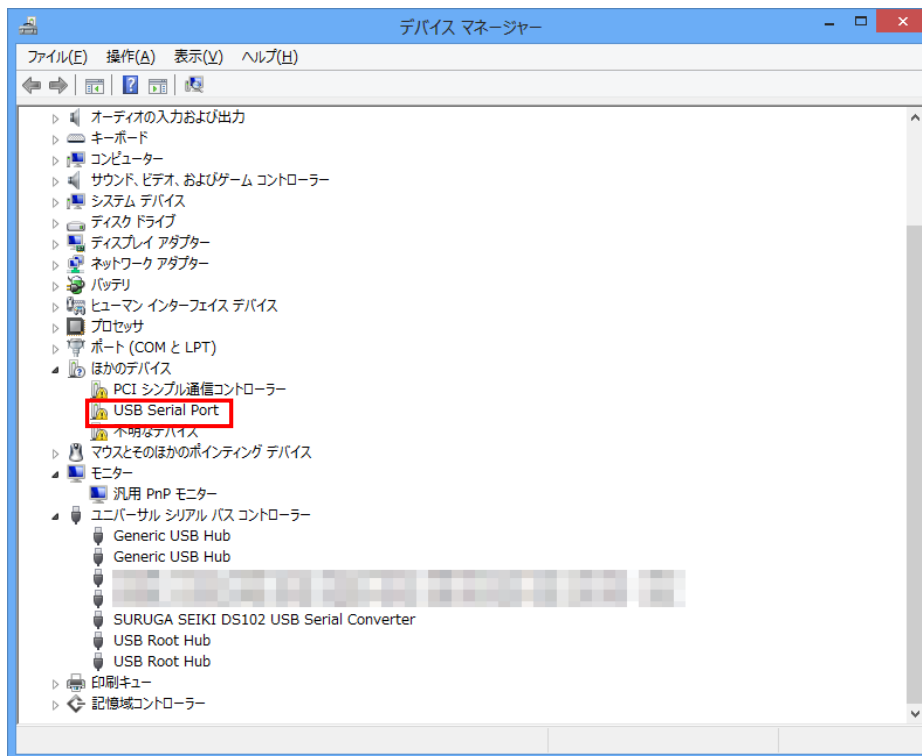 デバイス マネージャー
ファイル(F) 操作(A) 表示(V) ヘルプ(H)
オーディオの入力および出力
キーボード
コンピューター
サウンド、ビデオ、およびゲーム コントローラー
システム デバイス
ディスク ドライブ
ディスプレイ アダプター
ネットワーク アダプター
バッテリ
ヒューマン インターフェイス デバイス
プロセッサ
ポート (COM と LPT)
ほかのデバイス
PCI シンプル通信コントローラー
USB Serial Port
不明なデバイス
マウスとそのほかのポインティング デバイス
モニター
汎用 PnP モニター
ユニバーサル シリアル バス コントローラー
Generic USB Hub
Generic USB Hub
SURUGA SEIKI DS102 USB Serial Converter
USB Root Hub
USB Root Hub
印刷キュー
記憶域コントローラー